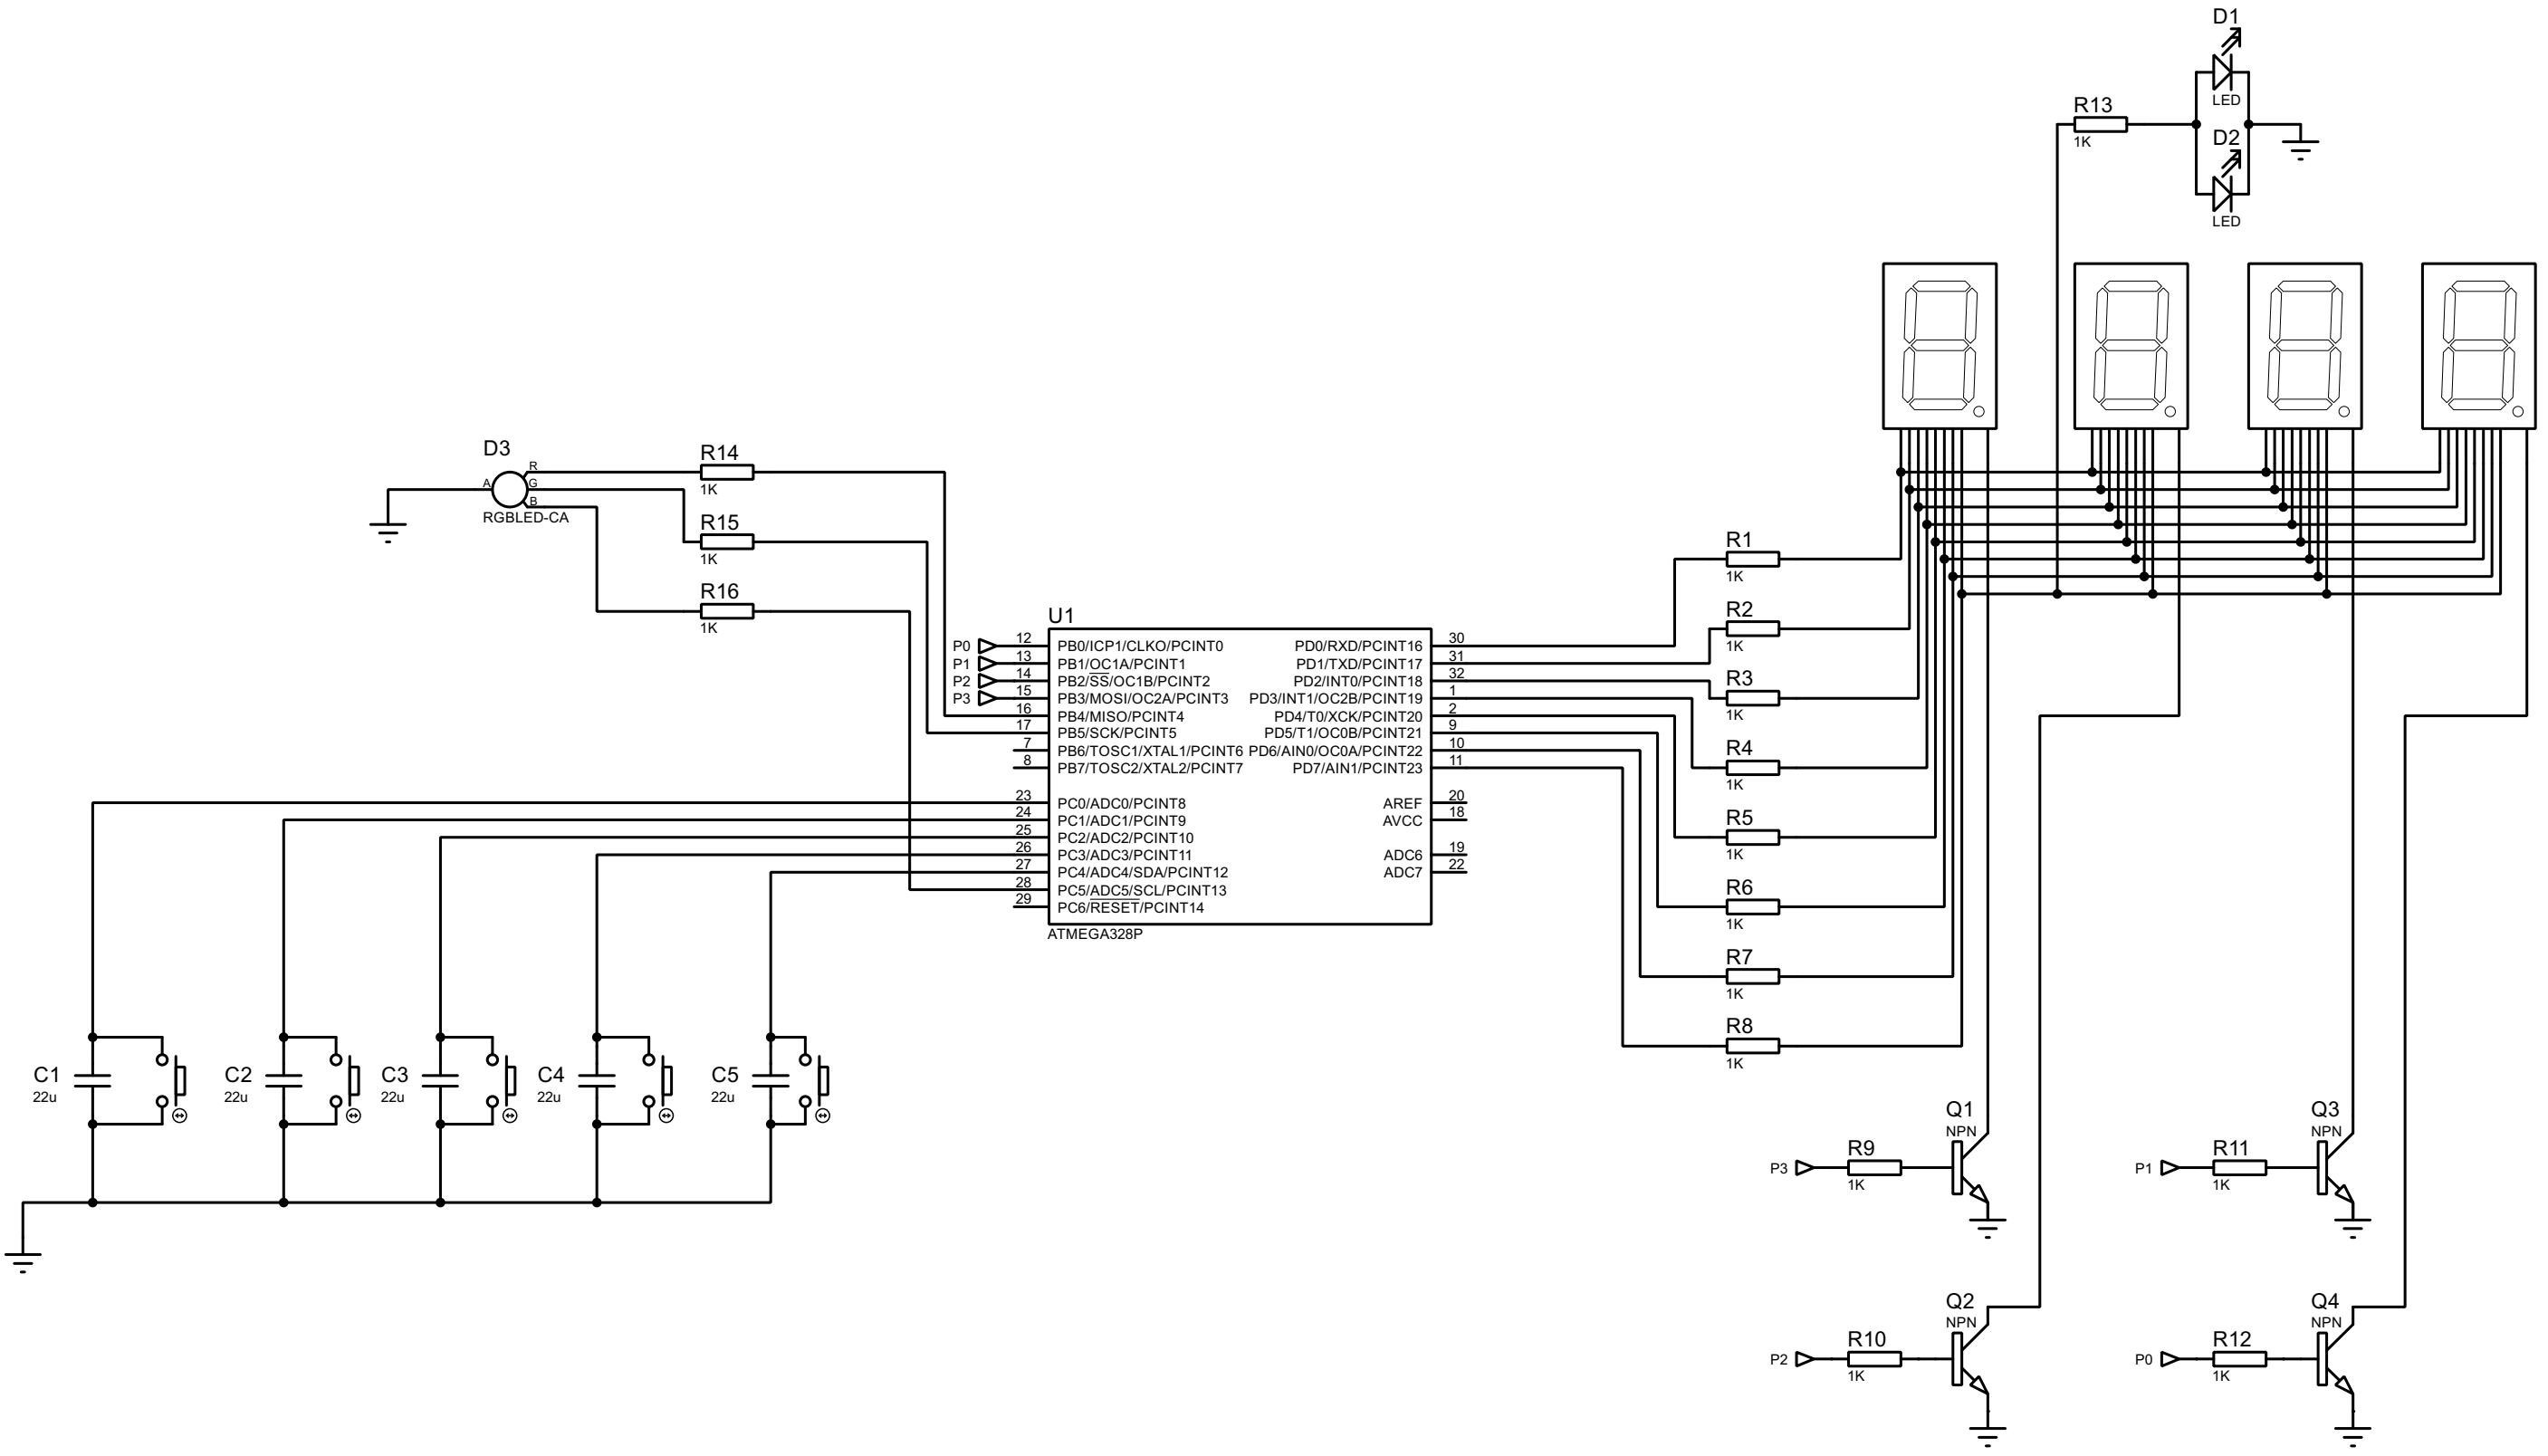 D1
LED
R13
1K
D2
LED
D3
R
A
G
B
RGBLED-CA
R14
1K
R15
1K
R16
1K
R1
1K
R2
1K
R3
1K
R4
1K
R5
1K
R6
1K
R7
1K
R8
1K
U1
P0 12 PB0/ICP1/CLKO/PCINT0 PD0/RXD/PCINT16 30
P1 13 PB1/OC1A/PCINT1 PD1/TXD/PCINT17 31
P2 14 PB2/SS/OC1B/PCINT2 PD2/INT0/PCINT18 32
P3 15 PB3/MOSI/OC2A/PCINT3 PD3/INT1/OC2B/PCINT19 1
16 PB4/MISO/PCINT4 PD4/T0/XCK/PCINT20 2
17 PB5/SCK/PCINT5 PD5/T1/OC0B/PCINT21 9
7 PB6/TOSC1/XTAL1/PCINT6 PD6/AIN0/OC0A/PCINT22 10
8 PB7/TOSC2/XTAL2/PCINT7 PD7/AIN1/PCINT23 11
23 PC0/ADC0/PCINT8 AREF 20
24 PC1/ADC1/PCINT9 AVCC 18
25 PC2/ADC2/PCINT10
26 PC3/ADC3/PCINT11 ADC6 19
27 PC4/ADC4/SDA/PCINT12 ADC7 22
28 PC5/ADC5/SCL/PCINT13
29 PC6/RESET/PCINT14
ATMEGA328P
C1
22u
C2
22u
C3
22u
C4
22u
C5
22u
Q1
NPN
P3
R9
1K
Q3
NPN
P1
R11
1K
Q2
NPN
P2
R10
1K
Q4
NPN
P0
R12
1K